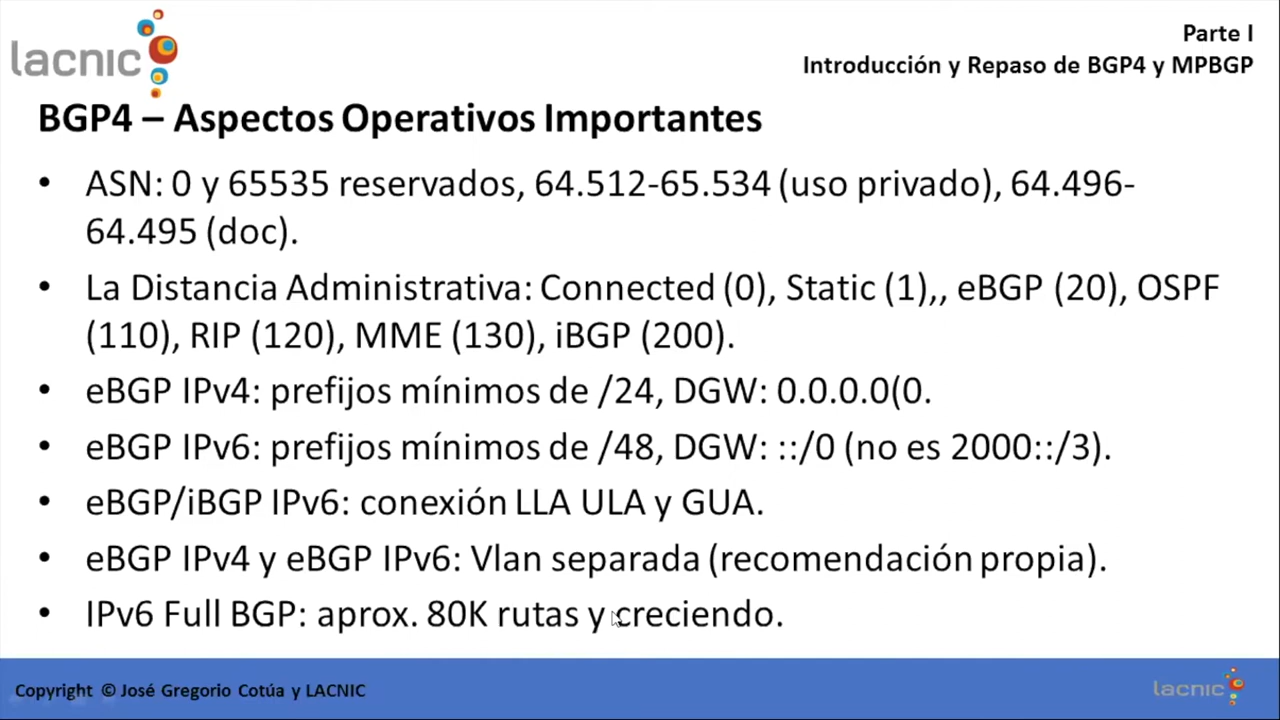 lacnic
Parte I
Introducción y Repaso de BGP4 y MPBGP
BGP4 – Aspectos Operativos Importantes
• ASN: 0 y 65535 reservados, 64.512-65.534 (uso privado), 64.496-
64.495 (doc).
• La Distancia Administrativa: Connected (0), Static (1),, eBGP (20), OSPF
(110), RIP (120), MME (130), iBGP (200).
• eBGP IPv4: prefijos mínimos de /24, DGW: 0.0.0.0(0.
• eBGP IPv6: prefijos mínimos de /48, DGW: ::/0 (no es 2000::/3).
• eBGP/iBGP IPv6: conexión LLA ULA y GUA.
• eBGP IPv4 y eBGP IPv6: Vlan separada (recomendación propia).
• IPv6 Full BGP: aprox. 80K rutas y creciendo.
Copyright © José Gregorio Cotúa y LACNIC
lacnic